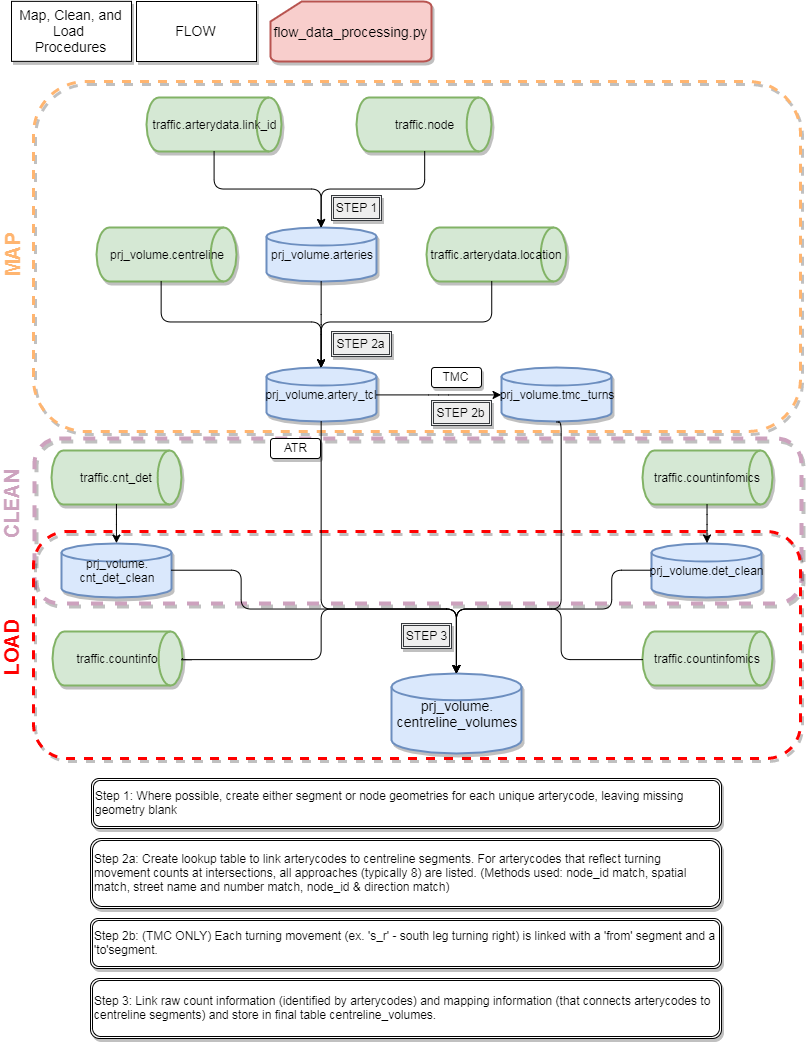 Map, Clean, and
Load
Procedures
FLOW
flow_data_processing.py
MAP
traffic.arterydata.link_id
traffic.node
STEP 1
prj_volume.centreline
prj_volume.arteries
traffic.arterydata.location
STEP 2a
prj_volume.artery_tcl
TMC
STEP 2b
prj_volume.tmc_turns
ATR
CLEAN
traffic.cnt_det
traffic.countinfomics
prj_volume.
cnt_det_clean
prj_volume.det_clean
LOAD
STEP 3
traffic.countinfo
traffic.countinfomics
prj_volume.
centreline_volumes
Step 1: Where possible, create either segment or node geometries for each unique arterycode, leaving missing
geometry blank
Step 2a: Create lookup table to link arterycodes to centreline segments. For arterycodes that reflect turning
movement counts at intersections, all approaches (typically 8) are listed. (Methods used: node_id match, spatial
match, street name and number match, node_id & direction match)
Step 2b: (TMC ONLY) Each turning movement (ex. 's_r' - south leg turning right) is linked with a 'from' segment and a
'to'segment.
Step 3: Link raw count information (identified by arterycodes) and mapping information (that connects arterycodes to
centreline segments) and store in final table centreline_volumes.